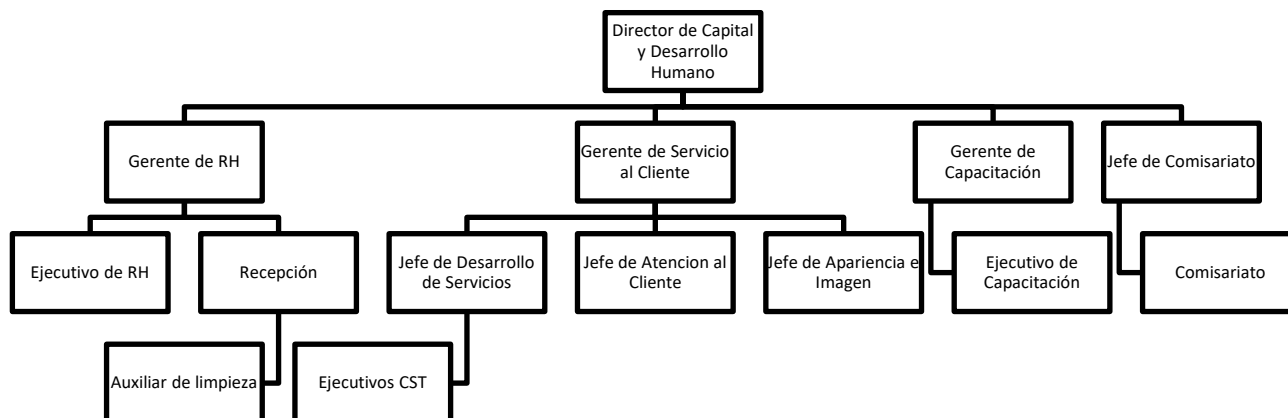 Director de Capital
y Desarrollo
Humano
Gerente de RH
Gerente de Servicio
al Cliente
Gerente de
Capacitación
Jefe de Comisariato
Ejecutivo de RH
Recepción
Jefe de Desarrollo
de Servicios
Jefe de Atencion al
Cliente
Jefe de Apariencia e
Imagen
Ejecutivo de
Capacitación
Comisariato
Auxiliar de limpieza
Ejecutivos CST